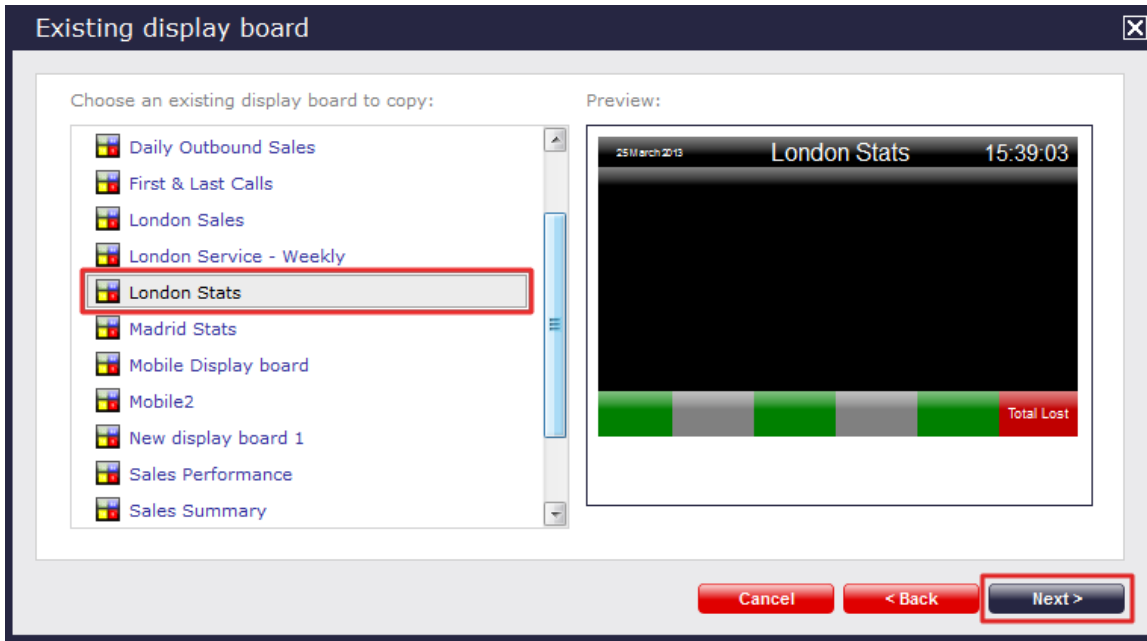 Existing display board
Choose an existing display board to copy:
Preview:
Daily Outbound Sales
First & Last Calls
London Sales
London Service - Weekly
London Stats
Madrid Stats
Mobile Display board
Mobile2
New display board 1
Sales Performance
Sales Summary
25 March 2013 London Stats 15:39:03
Total Lost
Cancel < Back Next >